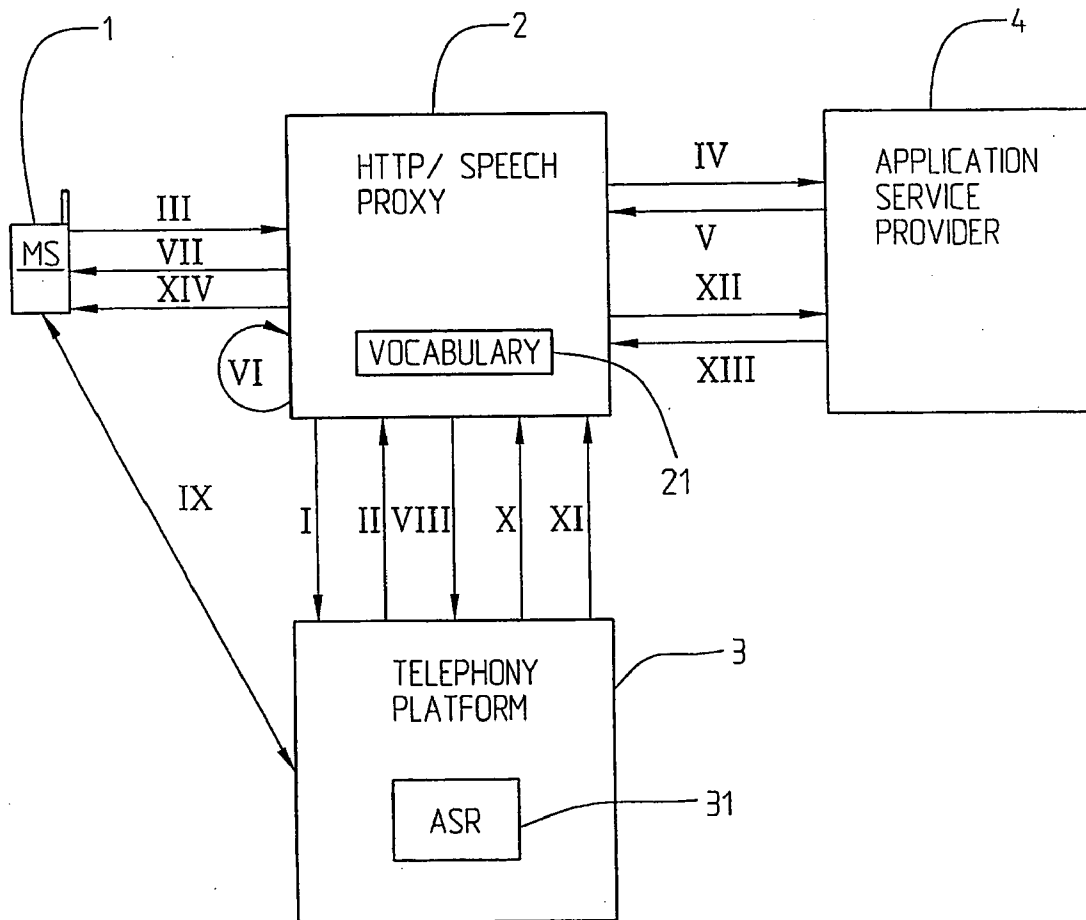 1
2
4
HTTP/ SPEECH
PROXY
APPLICATION
SERVICE
PROVIDER
IV
III
MS
VII
V
XIV
XII
VOCABULARY
VI
XIII
21
IX
I
II
VIII
X
XI
3
TELEPHONY
PLATFORM
ASR
31